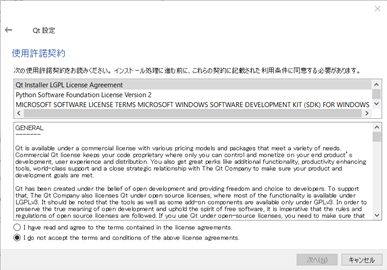 Qt 設定
使用許諾契約
次の使用許諾契約をお読みください。インストール処理に進む前に、これらの契約に記載された利用条件に同意する必要があります。
Qt Installer LGPL License Agreement
Python Software Foundation License Version 2
MICROSOFT SOFTWARE LICENSE TERMS MICROSOFT WINDOWS SOFTWARE DEVELOPMENT KIT (SDK) FOR WINDOWS
GENERAL
-------
Qt is available under a commercial license with various pricing models and packages that meet a variety of needs.
Commercial Qt license keeps your code proprietary where only you can control and monetize on your end product's
development, user experience and distribution. You also get great perks like additional functionality, productivity enhancing
tools, world-class support and a close strategic relationship with The Qt Company to make sure your product and
development goals are met.
Qt has been created under the belief of open development and providing freedom and choice to developers. To support
that, The Qt Company also licenses Qt under open source licenses, where most of the functionality is available under
LGPLv3. It should be noted that the tools as well as some add-on components are available only under GPLv3. In order to
preserve the true meaning of open development and uphold the spirit of free software, it is imperative that the rules and
regulations of open source licenses are followed. If you use Qt under open-source licenses, you need to make sure that
I have read and agree to the terms contained in the license agreements.
I do not accept the terms and conditions of the above license agreements.
次へ(N)
キャンセル